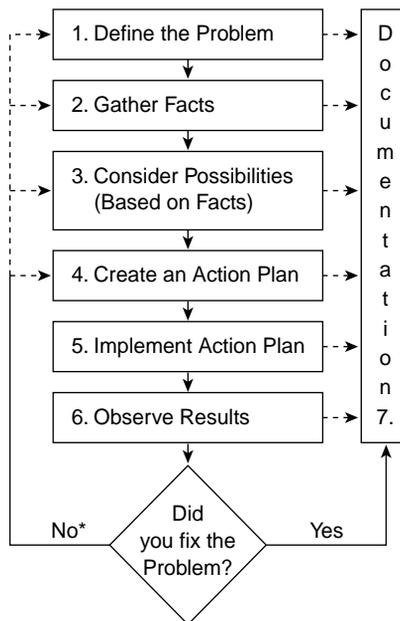 1. Define the Problem
2. Gather Facts
3. Consider Possibilities
(Based on Facts)
4. Create an Action Plan
5. Implement Action Plan
6. Observe Results
Did
you fix the
Problem?
No*
Yes
D
o
c
u
m
e
n
t
a
t
i
o
n
7.